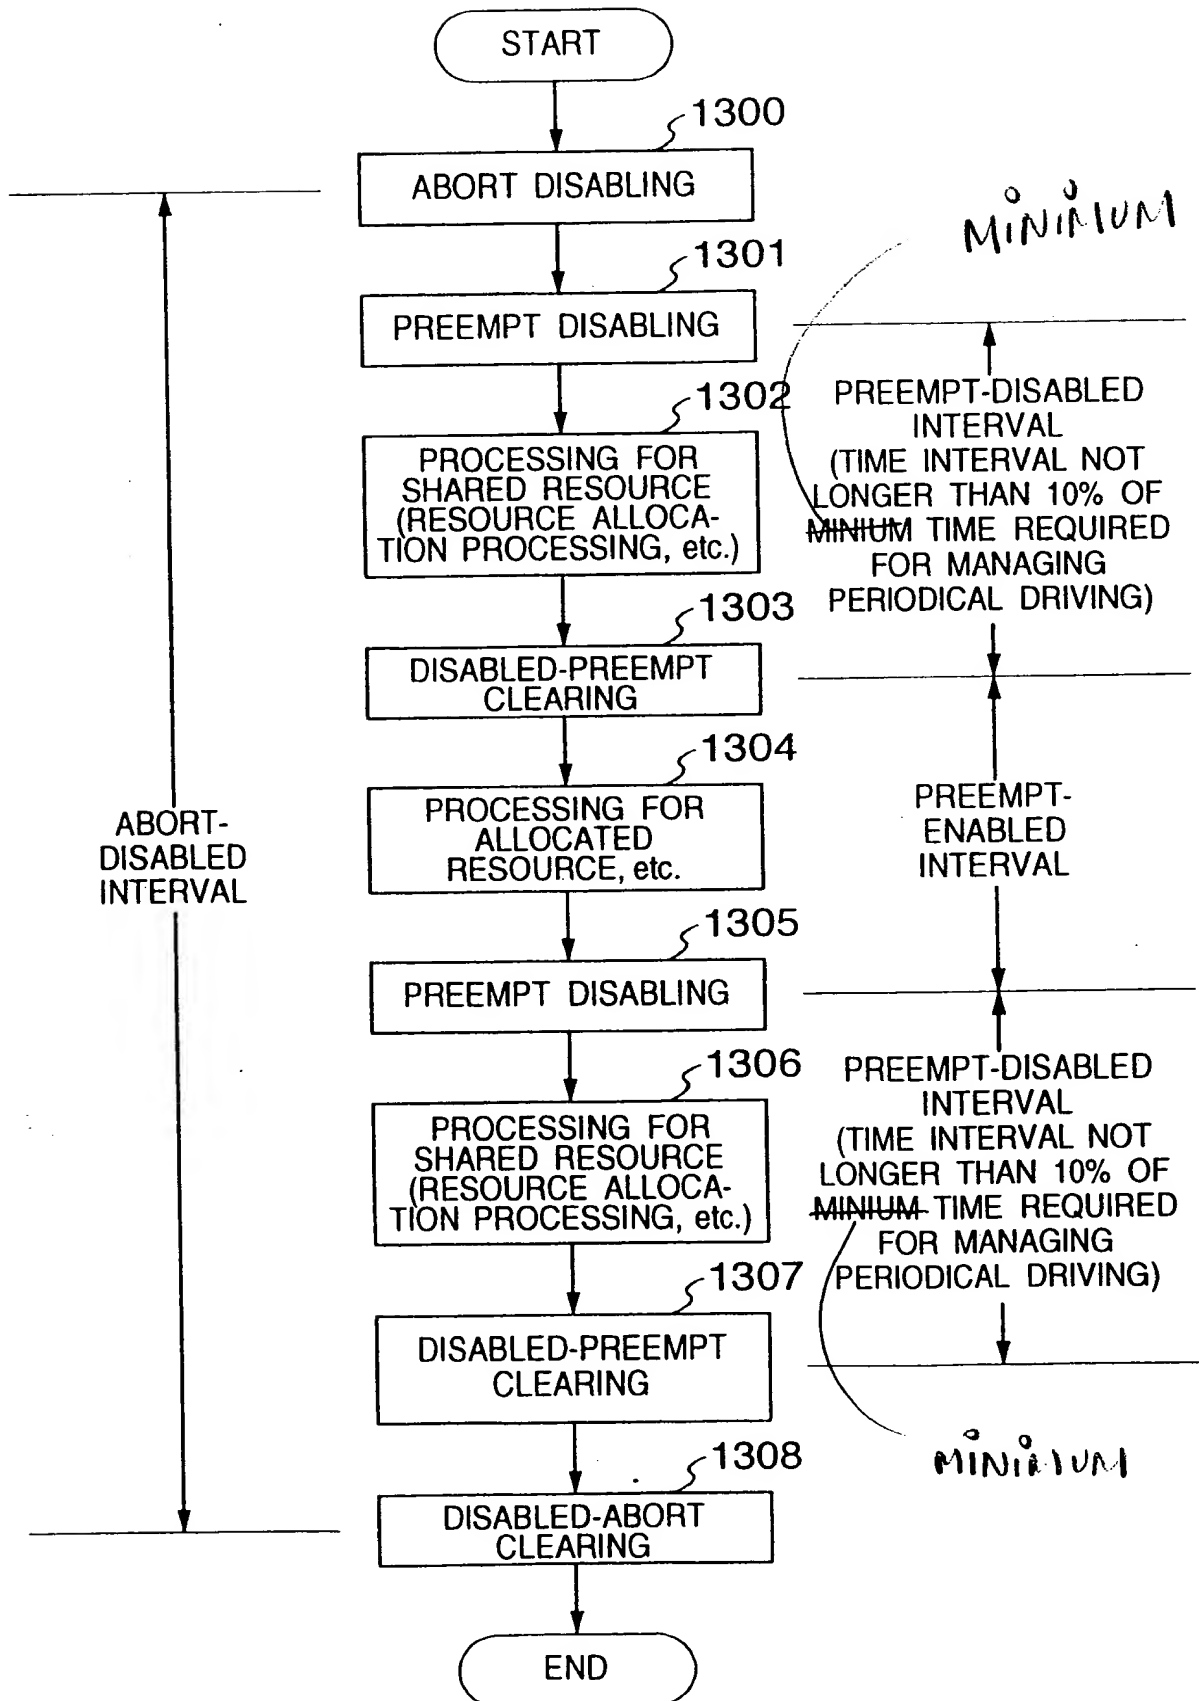 START
1300
ABORT DISABLING
MINIMUM
1301
PREEMPT DISABLING
1302
PROCESSING FOR
SHARED RESOURCE
(RESOURCE ALLOCA-
TION PROCESSING, etc.)
PREEMPT-DISABLED
INTERVAL
(TIME INTERVAL NOT
LONGER THAN 10% OF
MINIUM TIME REQUIRED
FOR MANAGING
PERIODICAL DRIVING)
1303
DISABLED-PREEMPT
CLEARING
1304
PROCESSING FOR
ALLOCATED
RESOURCE, etc.
ABORT-
DISABLED
INTERVAL
PREEMPT-
ENABLED
INTERVAL
1305
PREEMPT DISABLING
1306
PROCESSING FOR
SHARED RESOURCE
(RESOURCE ALLOCA-
TION PROCESSING, etc.)
PREEMPT-DISABLED
INTERVAL
(TIME INTERVAL NOT
LONGER THAN 10% OF
MINIUM TIME REQUIRED
FOR MANAGING
PERIODICAL DRIVING)
1307
DISABLED-PREEMPT
CLEARING
MINIMUM
1308
DISABLED-ABORT
CLEARING
END